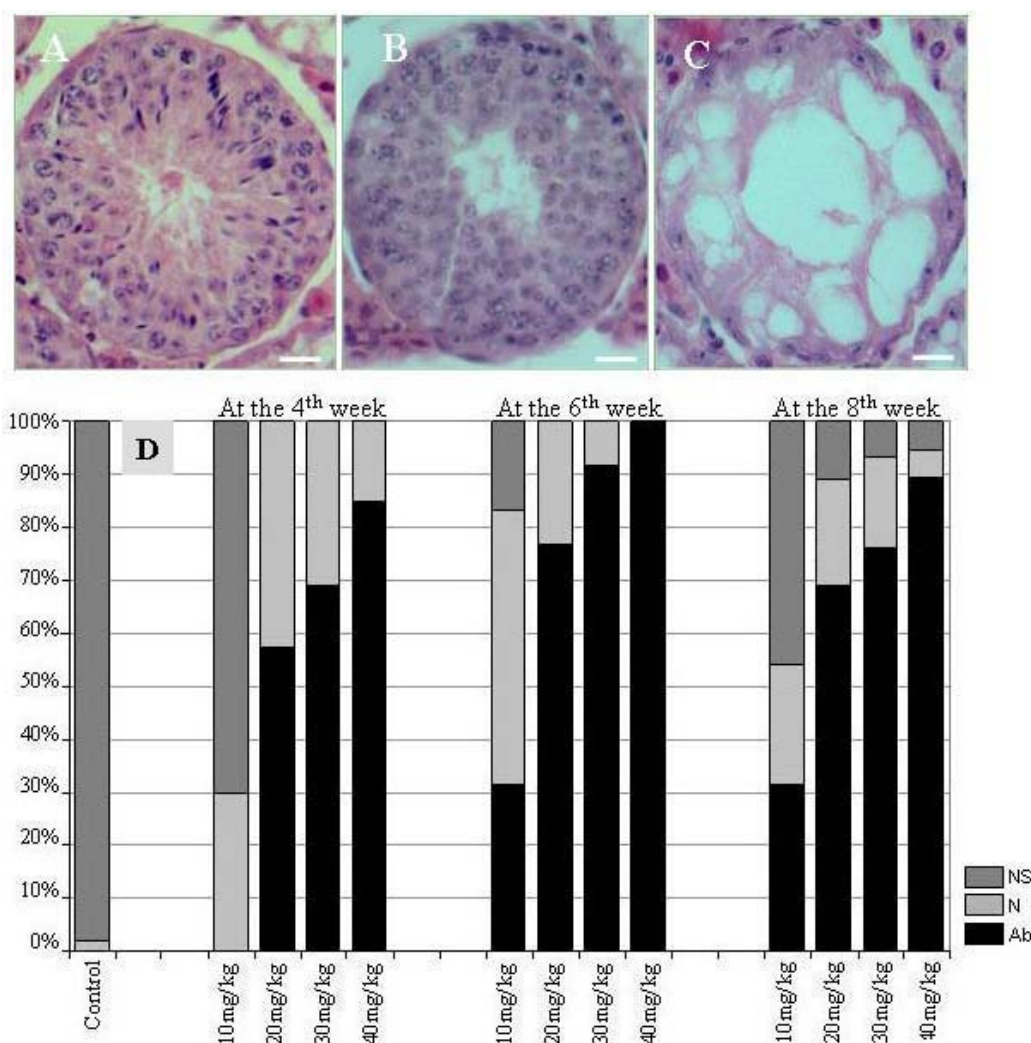 A
B
C
At the 4th week
At the 6th week
At the 8th week
D
100%
90%
80%
70%
60%
50%
40%
30%
20%
10%
0%
NS
N
Ab
Control
10mg/kg
20mg/kg
30mg/kg
40mg/kg
10mg/kg
20mg/kg
30mg/kg
40mg/kg
10mg/kg
20mg/kg
30mg/kg
40mg/kg